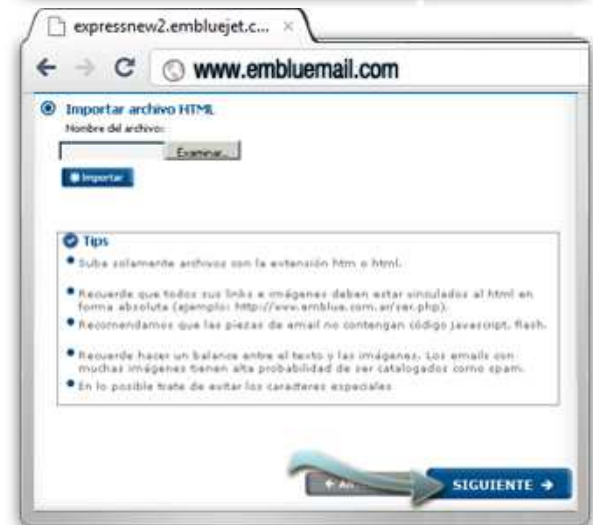 expressnew2.embluejet.c... ×
www.embluemail.com
Importar archivo HTML
Nombre del archivo:
Examinar...
Importar
Tips
Suba solamente archivos con la extensión htm o html.
Recuerde que todos sus links e imágenes deben estar vinculados al html en
forma absoluta (ejemplo: http://www.emblue.com.ar/ser.php).
Recomendamos que las piezas de email no contengan código javascript, flash.
Recuerde hacer un balance entre el texto y las imágenes. Los emails con
muchas imágenes tienen alta probabilidad de ser catalogados como spam.
En lo posible trate de evitar los caracteres especiales
SIGUIENTE →